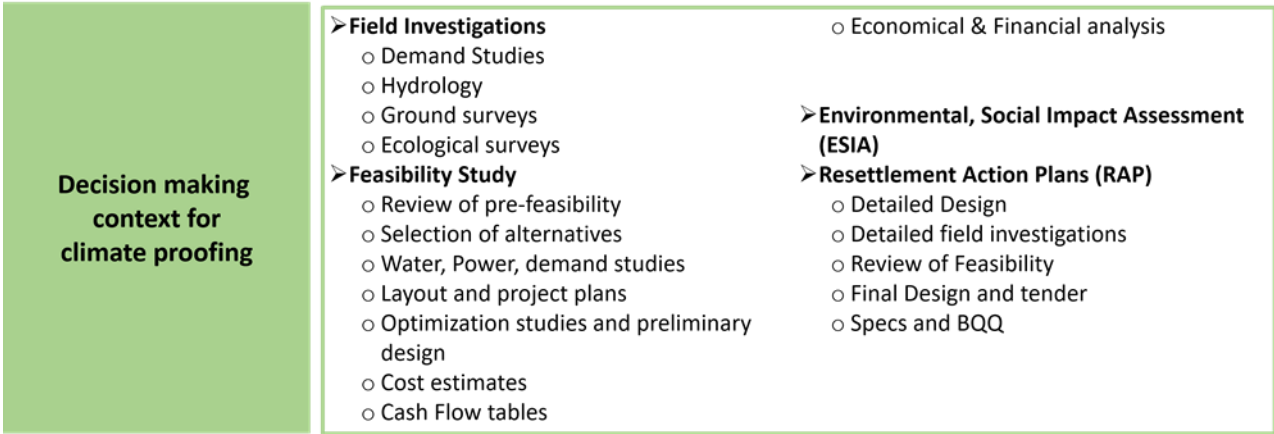 Decision making
context for
climate proofing
➢Field Investigations
o Demand Studies
o Hydrology
o Ground surveys
o Ecological surveys
➢Feasibility Study
o Review of pre-feasibility
o Selection of alternatives
o Water, Power, demand studies
o Layout and project plans
o Optimization studies and preliminary
design
o Cost estimates
o Cash Flow tables
o Economical & Financial analysis
➢Environmental, Social Impact Assessment
(ESIA)
➢Resettlement Action Plans (RAP)
o Detailed Design
o Detailed field investigations
o Review of Feasibility
o Final Design and tender
o Specs and BQQ